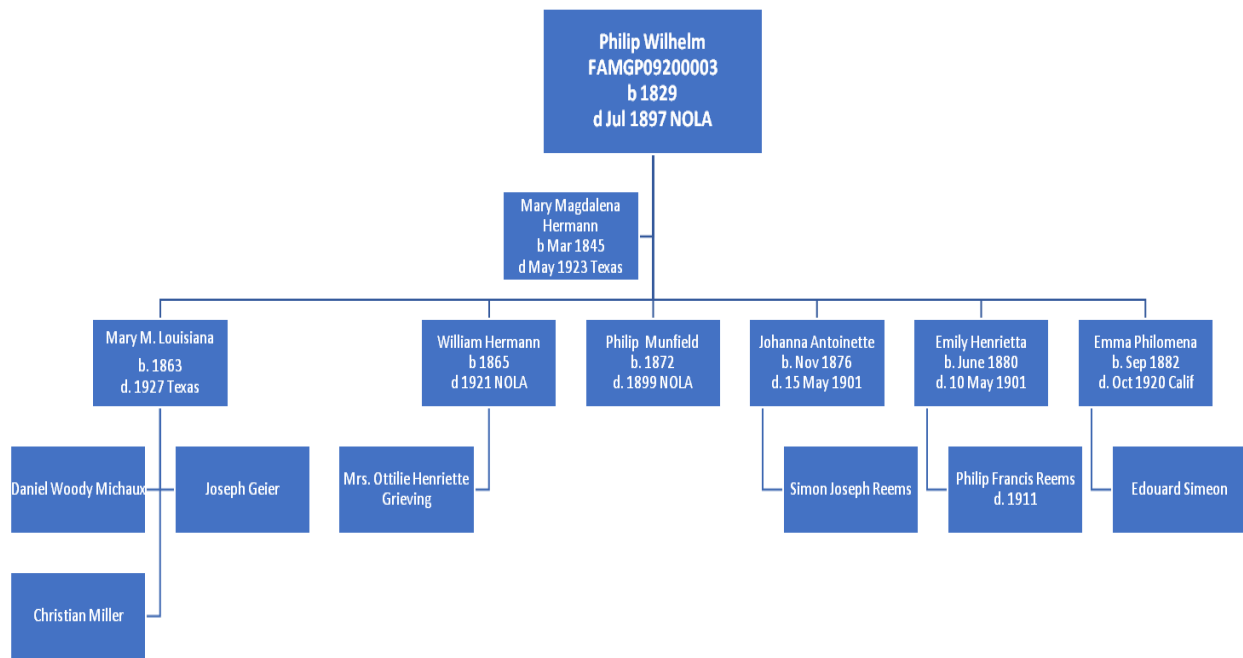 Philip Wilhelm
FAMGP09200003
b 1829
d Jul 1897 NOLA
Mary Magdalena
Hermann
b Mar 1845
d May 1923 Texas
Mary M. Louisiana
b. 1863
d. 1927 Texas
William Hermann
b 1865
d 1921 NOLA
Philip Munfield
b. 1872
d. 1899 NOLA
Johanna Antoinette
b. Nov 1876
d. 15 May 1901
Emily Henrietta
b. June 1880
d. 10 May 1901
Emma Philomena
b. Sep 1882
d. Oct 1920 Calif
Daniel Woody Michaux
Joseph Geier
Mrs. Ottilie Henriette
Grieving
Simon Joseph Reems
Philip Francis Reems
d. 1911
Edouard Simeon
Christian Miller